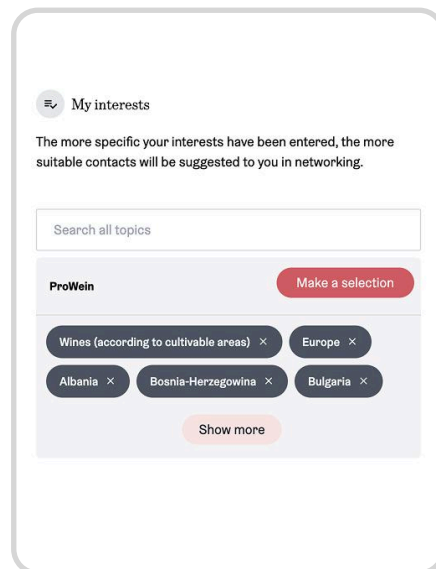 My interests
The more specific your interests have been entered, the more
suitable contacts will be suggested to you in networking.
Search all topics
ProWein
Make a selection
Wines (according to cultivable areas) ×
Europe ×
Albania ×
Bosnia-Herzegowina ×
Bulgaria ×
Show more